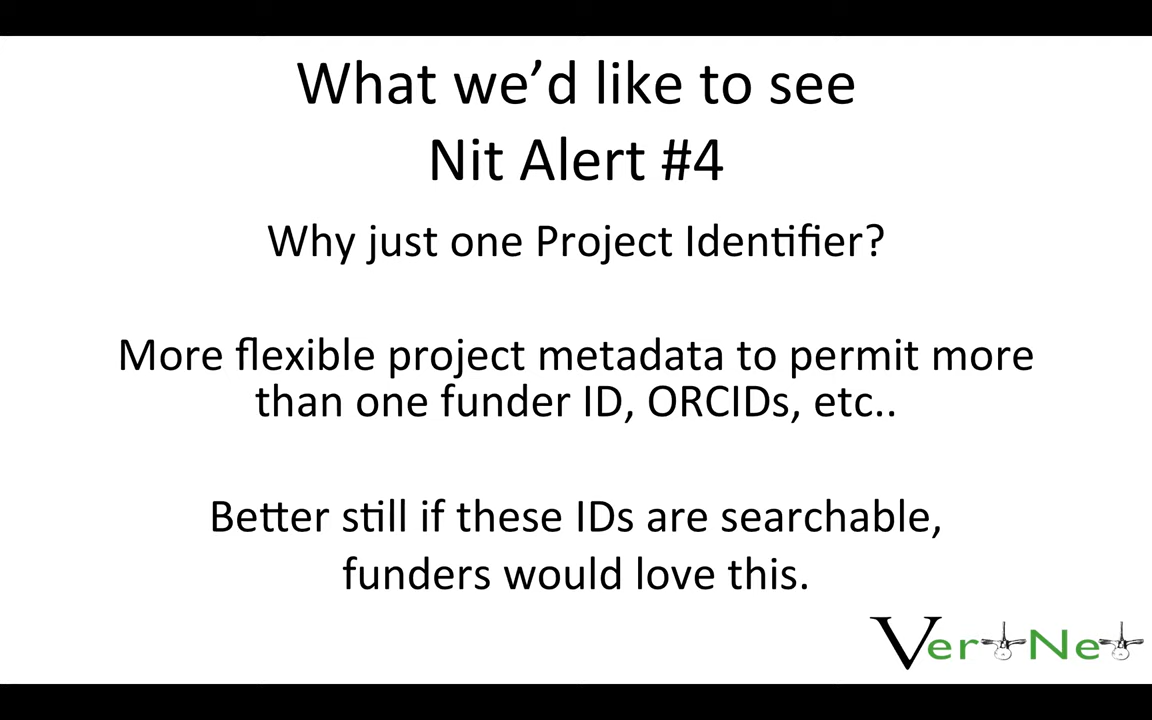 What we’d like to see
Nit Alert #4
Why just one Project Identifier?
More flexible project metadata to permit more
than one funder ID, ORCIDs, etc..
Better still if these IDs are searchable,
funders would love this.
VertNet